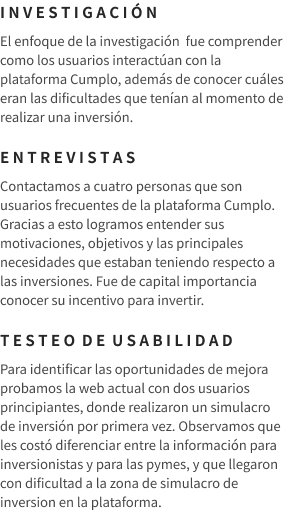 INVESTIGACIÓN
El enfoque de la investigación fue comprender
como los usuarios interactúan con la
plataforma Cumplo, además de conocer cuáles
eran las dificultades que tenían al momento de
realizar una inversión.
ENTREVISTAS
Contactamos a cuatro personas que son
usuarios frecuentes de la plataforma Cumplo.
Gracias a esto logramos entender sus
motivaciones, objetivos y las principales
necesidades que estaban teniendo respecto a
las inversiones. Fue de capital importancia
conocer su incentivo para invertir.
TESTEO DE USABILIDAD
Para identificar las oportunidades de mejora
probamos la web actual con dos usuarios
principiantes, donde realizaron un simulacro
de inversión por primera vez. Observamos que
les costó diferenciar entre la información para
inversionistas y para las pymes, y que llegaron
con dificultad a la zona de simulacro de
inversion en la plataforma.